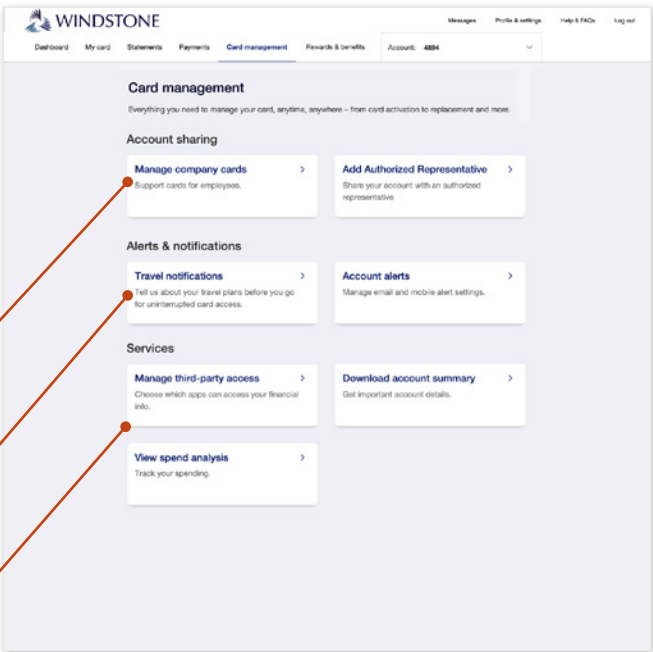 WINDSTONE
Messages Profile & settings Help & FAQs Log out
Dashboard My card Statements Payments Card management Rewards & benefits Account: 4894
Card management
Everything you need to manage your card, anytime, anywhere – from card activation to replacement and more.
Account sharing
Manage company cards >
Support cards for employees.
Add Authorized Representative >
Share your account with an authorized
representative
Alerts & notifications
Travel notifications >
Tell us about your travel plans before you go
for uninterrupted card access.
Account alerts >
Manage email and mobile alert settings.
Services
Manage third-party access >
Choose which apps can access your financial
info.
Download account summary >
Get important account details.
View spend analysis >
Track your spending.